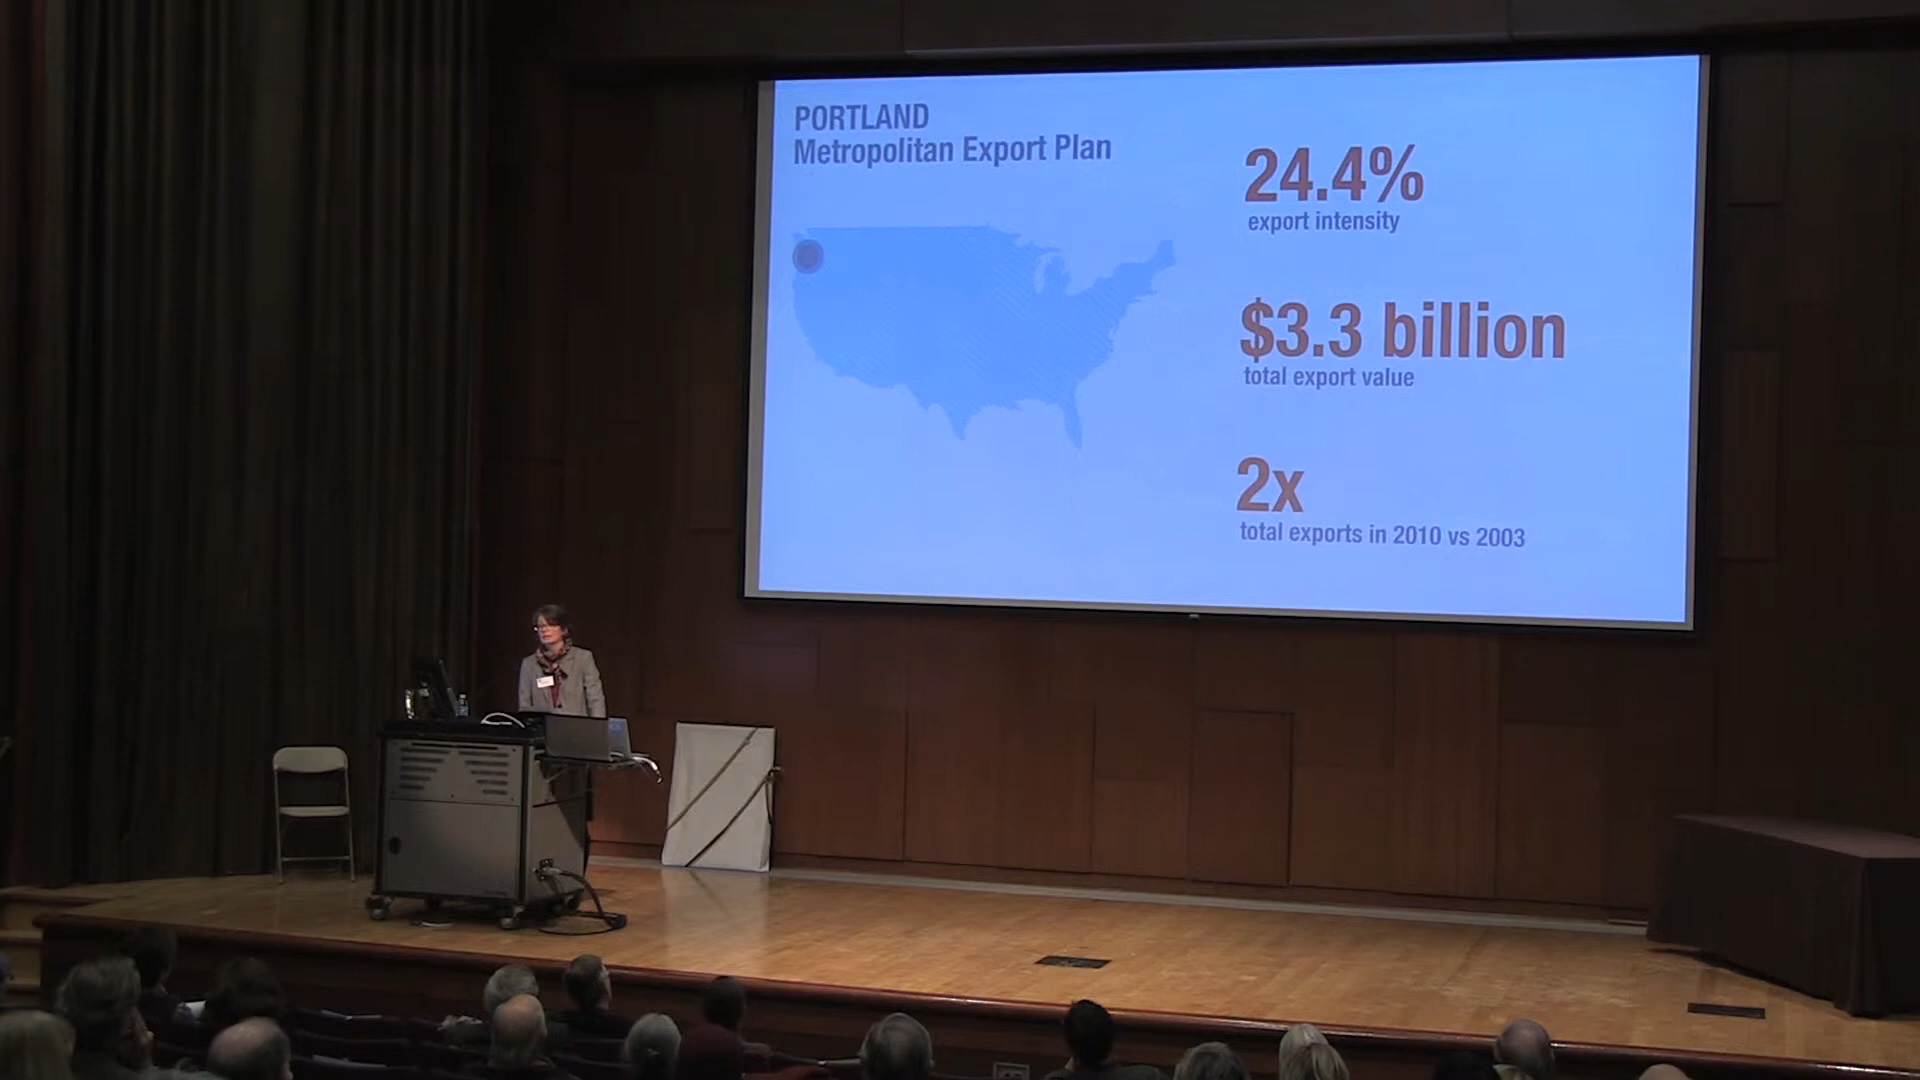 PORTLAND
Metropolitan Export Plan
24.4%
export intensity
$3.3 billion
total export value
2x
total exports in 2010 vs 2003